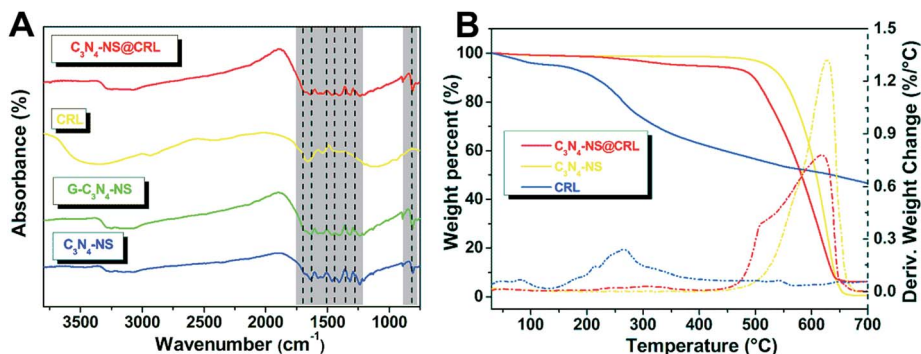 A
C₃N₄-NS@CRL
CRL
G-C₃N₄-NS
C₃N₄-NS
Absorbance (%)
3500 3000 2500 2000 1500 1000
Wavenumber (cm⁻¹)
B
100
80
60
40
20
0
Weight percent (%)
C₃N₄-NS@CRL
C₃N₄-NS
CRL
1.5
1.2
0.9
0.6
0.3
0.0
Deriv. Weight Change (%/°C)
100 200 300 400 500 600 700
Temperature (°C)